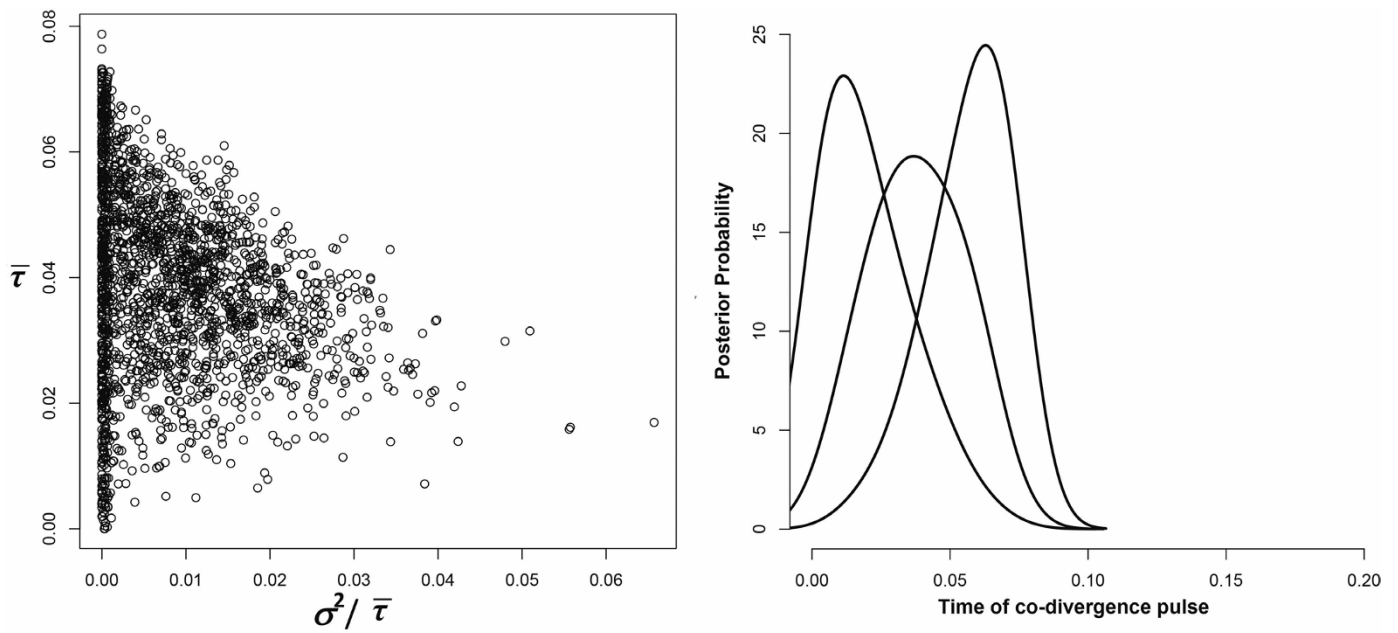 0.08
0.06
0.04
0.02
0.00
τ̄
0.00 0.01 0.02 0.03 0.04 0.05 0.06
σ²/ τ̄
25
20
15
10
5
0
Posterior Probability
0.00 0.05 0.10 0.15 0.20
Time of co-divergence pulse